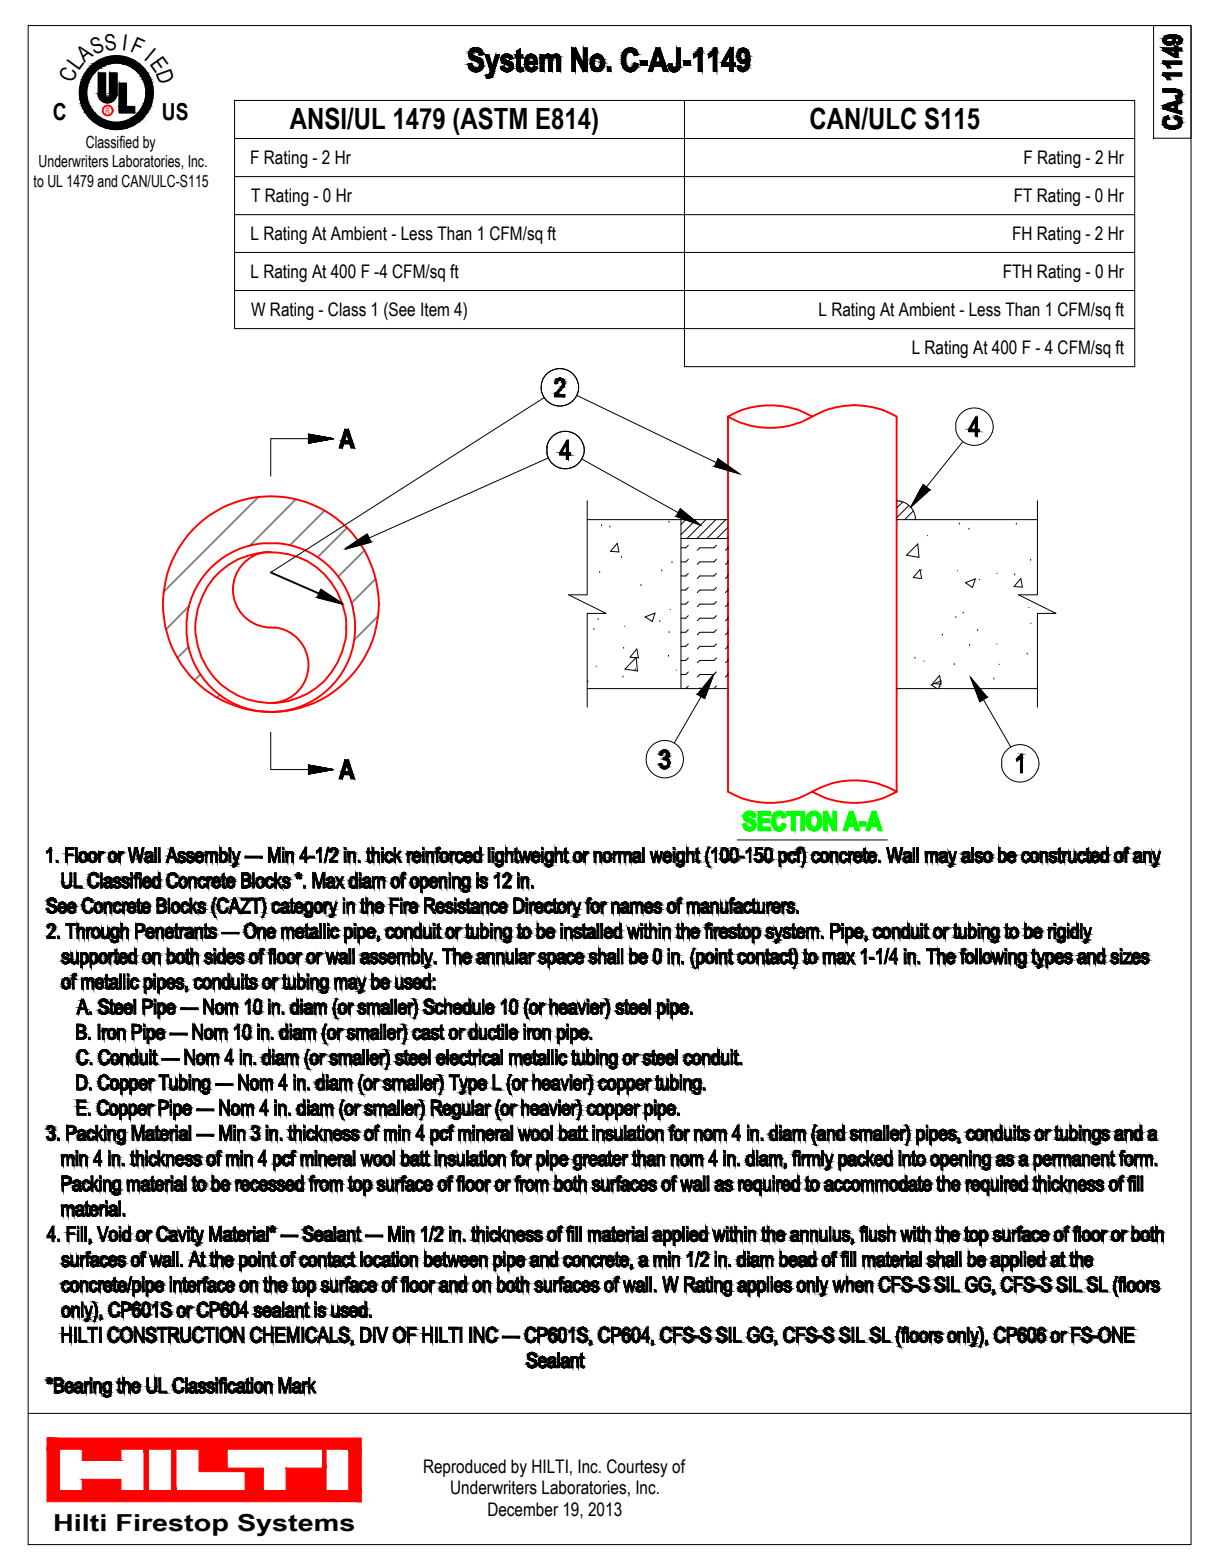 CLASSIFIED
C UL ® US
Classified by
Underwriters Laboratories, Inc.
to UL 1479 and CAN/ULC-S115
System No. C-AJ-1149
CAJ 1149
ANSI/UL 1479 (ASTM E814) CAN/ULC S115
F Rating - 2 Hr F Rating - 2 Hr
T Rating - 0 Hr FT Rating - 0 Hr
L Rating At Ambient - Less Than 1 CFM/sq ft FH Rating - 2 Hr
L Rating At 400 F -4 CFM/sq ft FTH Rating - 0 Hr
W Rating - Class 1 (See Item 4) L Rating At Ambient - Less Than 1 CFM/sq ft
L Rating At 400 F - 4 CFM/sq ft
2
4
A
4
3
1
A
SECTION A-A
1. Floor or Wall Assembly — Min 4-1/2 in. thick reinforced lightweight or normal weight (100-150 pcf) concrete. Wall may also be constructed of any
UL Classified Concrete Blocks *. Max diam of opening is 12 in.
See Concrete Blocks (CAZT) category in the Fire Resistance Directory for names of manufacturers.
2. Through Penetrants — One metallic pipe, conduit or tubing to be installed within the firestop system. Pipe, conduit or tubing to be rigidly
supported on both sides of floor or wall assembly. The annular space shall be 0 in. (point contact) to max 1-1/4 in. The following types and sizes
of metallic pipes, conduits or tubing may be used:
A. Steel Pipe — Nom 10 in. diam (or smaller) Schedule 10 (or heavier) steel pipe.
B. Iron Pipe — Nom 10 in. diam (or smaller) cast or ductile iron pipe.
C. Conduit — Nom 4 in. diam (or smaller) steel electrical metallic tubing or steel conduit.
D. Copper Tubing — Nom 4 in. diam (or smaller) Type L (or heavier) copper tubing.
E. Copper Pipe — Nom 4 in. diam (or smaller) Regular (or heavier) copper pipe.
3. Packing Material — Min 3 in. thickness of min 4 pcf mineral wool batt insulation for nom 4 in. diam (and smaller) pipes, conduits or tubings and a
min 4 in. thickness of min 4 pcf mineral wool batt insulation for pipe greater than nom 4 in. diam, firmly packed into opening as a permanent form.
Packing material to be recessed from top surface of floor or from both surfaces of wall as required to accommodate the required thickness of fill
material.
4. Fill, Void or Cavity Material* — Sealant — Min 1/2 in. thickness of fill material applied within the annulus, flush with the top surface of floor or both
surfaces of wall. At the point of contact location between pipe and concrete, a min 1/2 in. diam bead of fill material shall be applied at the
concrete/pipe interface on the top surface of floor and on both surfaces of wall. W Rating applies only when CFS-S SIL GG, CFS-S SIL SL (floors
only), CP601S or CP604 sealant is used.
HILTI CONSTRUCTION CHEMICALS, DIV OF HILTI INC — CP601S, CP604, CFS-S SIL GG, CFS-S SIL SL (floors only), CP606 or FS-ONE
Sealant
*Bearing the UL Classification Mark
HILTI
Hilti Firestop Systems
Reproduced by HILTI, Inc. Courtesy of
Underwriters Laboratories, Inc.
December 19, 2013